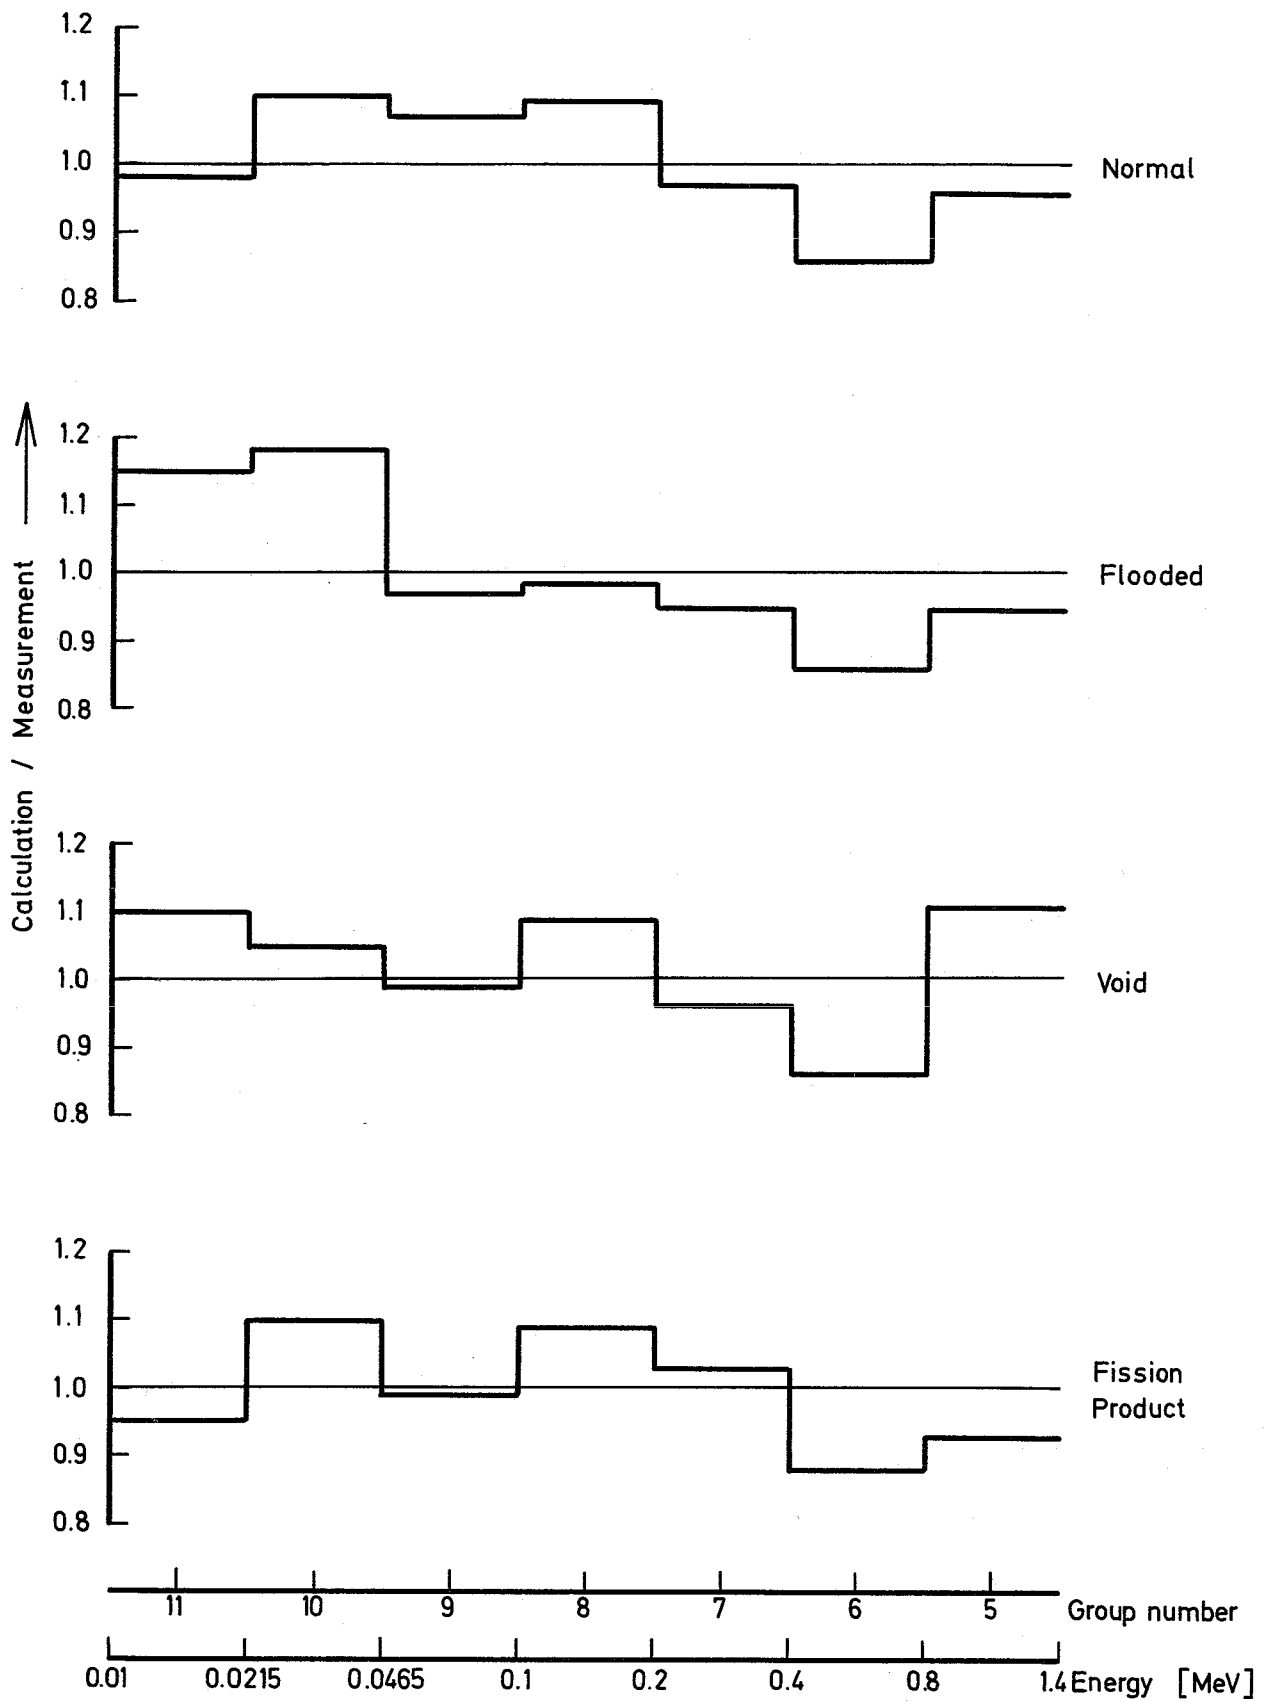 1.2
1.1
1.0
0.9
0.8
Normal
Calculation / Measurement
1.2
1.1
1.0
0.9
0.8
Flooded
1.2
1.1
1.0
0.9
0.8
Void
1.2
1.1
1.0
0.9
0.8
Fission
Product
11 10 9 8 7 6 5 Group number
0.01 0.0215 0.0465 0.1 0.2 0.4 0.8 1.4 Energy [MeV]